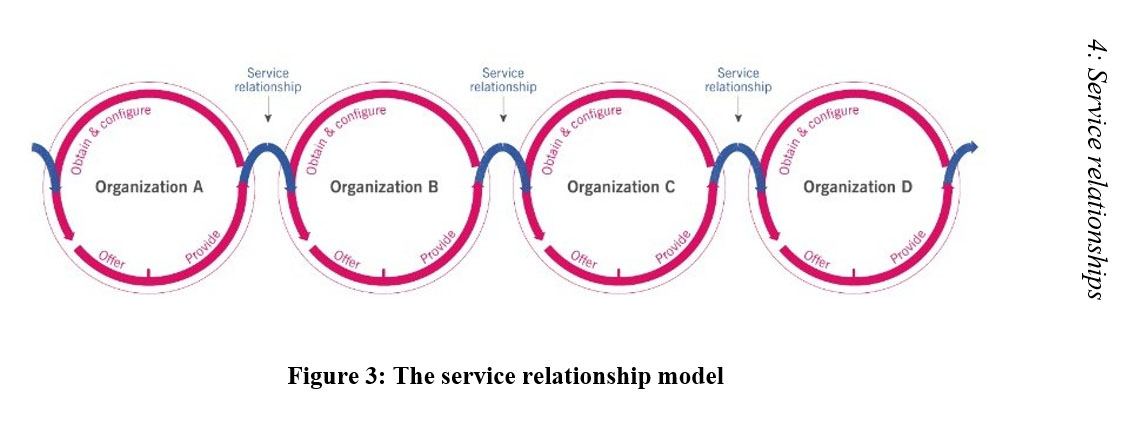 Service
relationship
Service
relationship
Service
relationship
Obtain & configure
Organization A
Offer
Provide
Obtain & configure
Organization B
Offer
Provide
Obtain & configure
Organization C
Offer
Provide
Obtain & configure
Organization D
Offer
Provide
4: Service relationships
Figure 3: The service relationship model